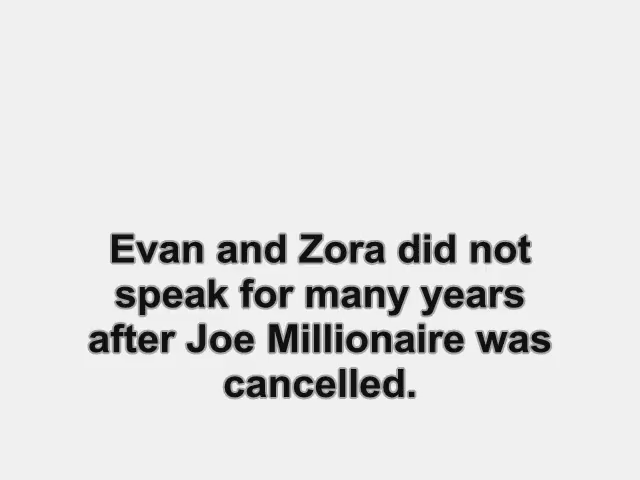 Evan and Zora did not
speak for many years
after Joe Millionaire was
cancelled.